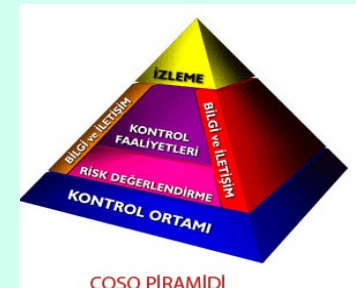 İZLEME
BİLGİ ve İLETİŞİM
KONTROL
FAALİYETLERİ
BİLGİ ve İLETİŞİM
RİSK DEĞERLENDİRME
KONTROL ORTAMI
COSO PİRAMİDİ